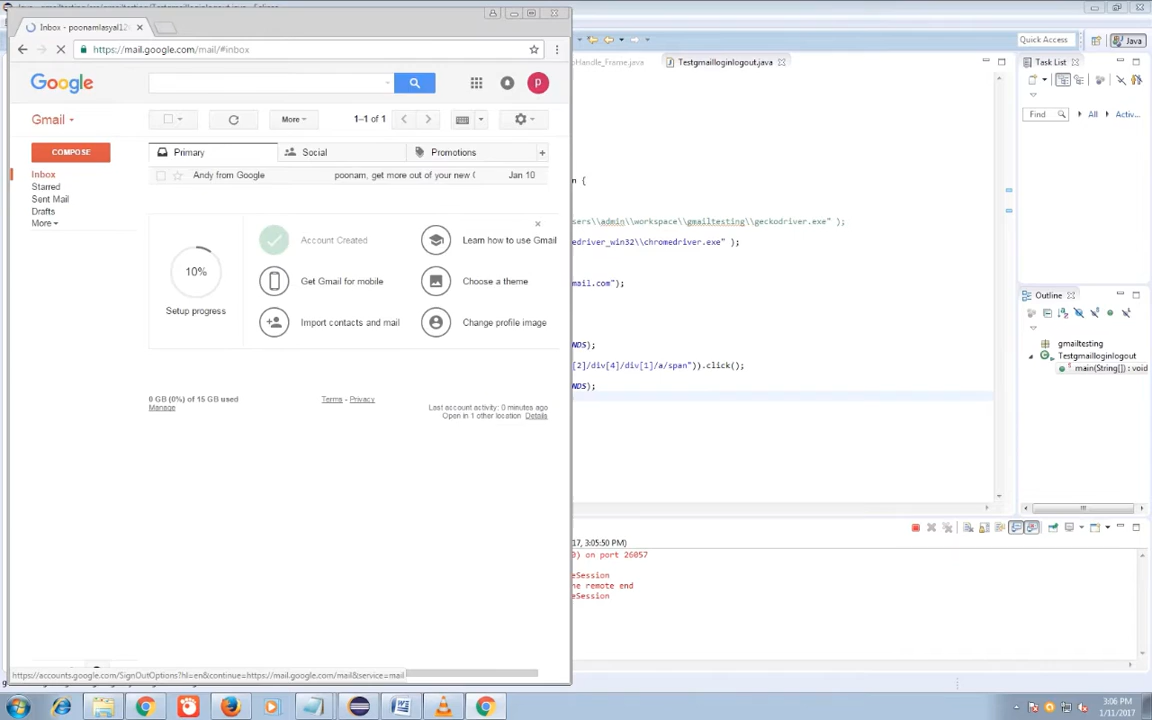 Inbox - poonamlasyal12
https://mail.google.com/mail/#inbox
Google
P
Gmail
More
1–1 of 1
COMPOSE
Primary
Social
Promotions
+
Inbox
Starred
Sent Mail
Drafts
More
Andy from Google
poonam, get more out of your new
Jan 10
10%
Setup progress
Account Created
Learn how to use Gmail
Get Gmail for mobile
Choose a theme
Import contacts and mail
Change profile image
0 GB (0%) of 15 GB used
Manage
Terms - Privacy
Last account activity: 0 minutes ago
Open in 1 other location Details
https://accounts.google.com/SignOutOptions?hl=en&continue=https://mail.google.com/mail&service=mail
Quick Access
Java
oHandle_Frame.java
Testgmailloginlogout.java
n {
sers\\admin\\workspace\\gmailtesting\\geckodriver.exe" );
edriver_win32\\chromedriver.exe" );
mail.com");
NDS);
[2]/div[4]/div[1]/a/span")).click();
NDS);
Task List
Find
All
Activ...
Outline
gmailtesting
Testgmailloginlogout
main(String[]) : void
17, 3:05:50 PM)
) on port 26057
eSession
he remote end
eSession
3:06 PM
1/11/2017